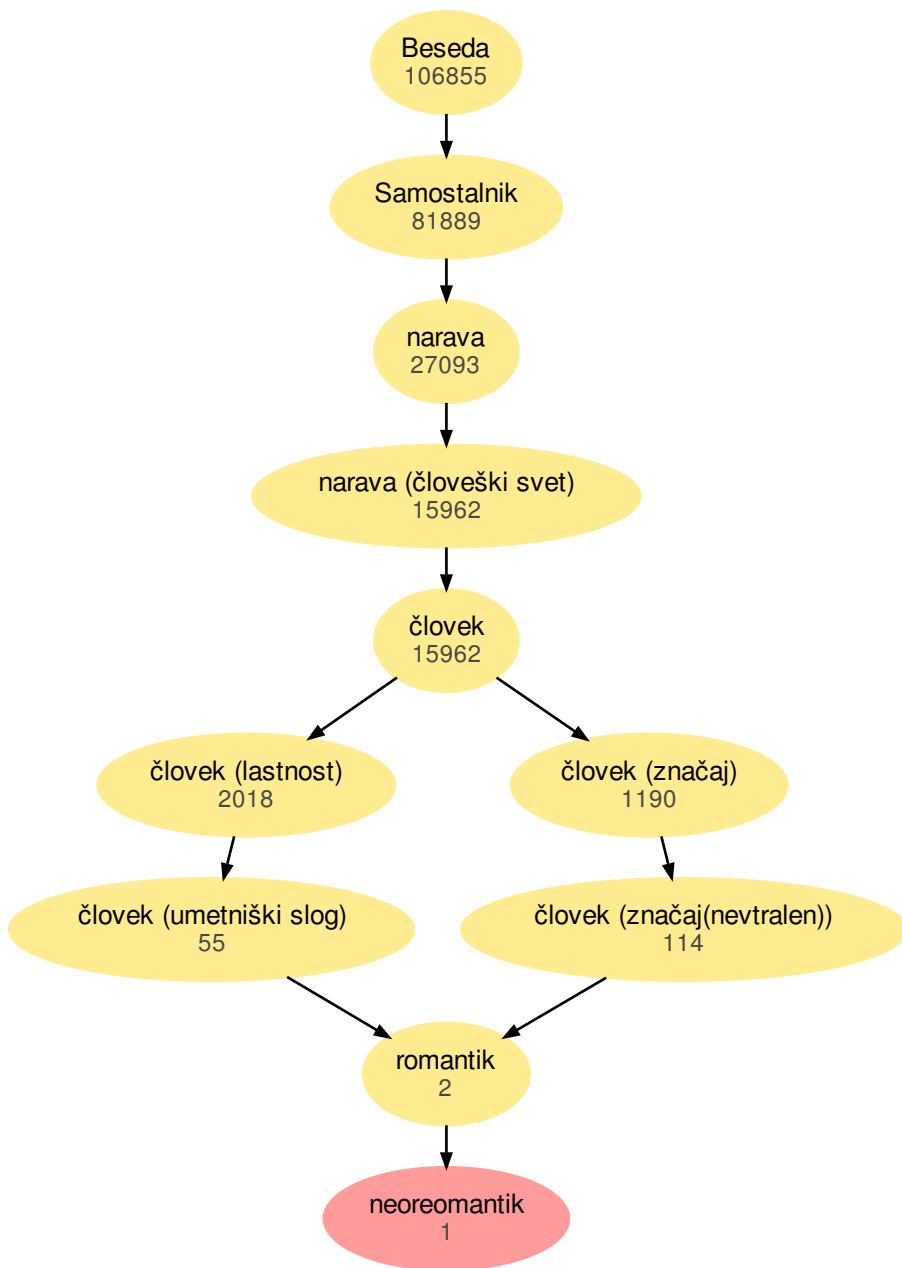 Beseda
106855
Samostalnik
81889
narava
27093
narava (človeški svet)
15962
človek
15962
človek (lastnost)
2018
človek (značaj)
1190
človek (umetniški slog)
55
človek (značaj(nevtralen))
114
romantik
2
neoreomantik
1